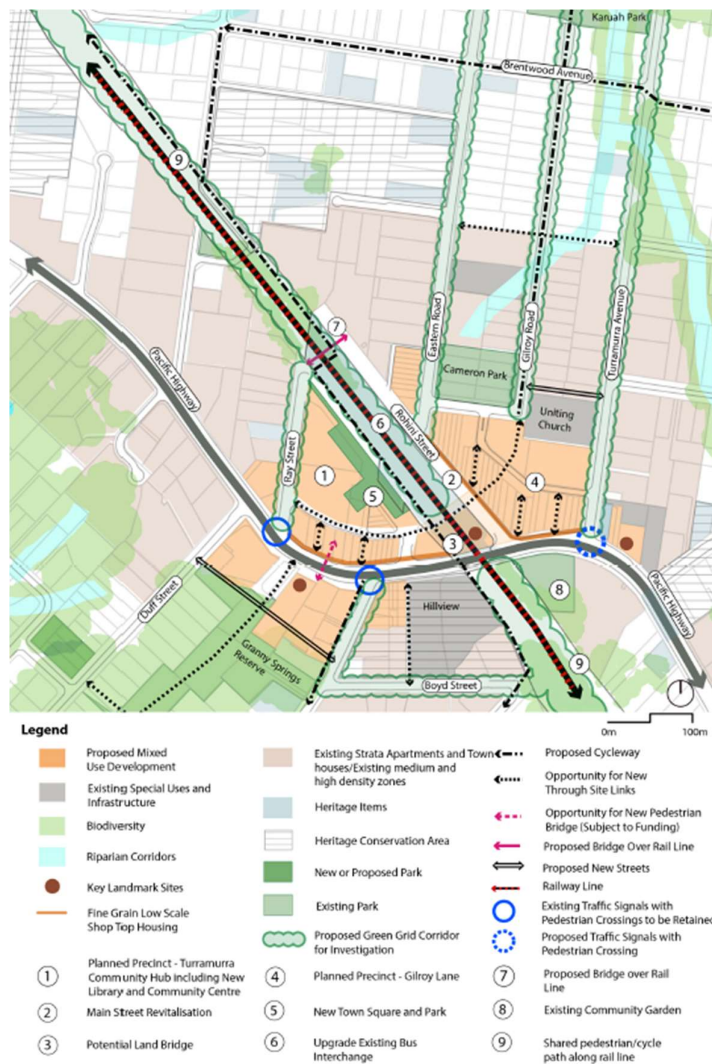 Karuah Park
Brentwood Avenue
9
7
Pacific Highway
Eastern Road
Gilroy Road
Turramurra Avenue
Cameron Park
Rohini Street
Uniting
Church
6
Ray Street
1
2
4
5
3
Duff Street
8
Hillview
Pacific Highway
Granny Springs
Reserve
9
Boyd Street
0m
100m
Legend
Proposed Mixed
Use Development
Existing Special Uses and
Infrastructure
Biodiversity
Riparian Corridors
Key Landmark Sites
Fine Grain Low Scale
Shop Top Housing
Existing Strata Apartments and Town
houses/Existing medium and
high density zones
Heritage Items
Heritage Conservation Area
New or Proposed Park
Existing Park
Proposed Green Grid Corridor
for Investigation
Proposed Cycleway
Opportunity for New
Through Site Links
Opportunity for New Pedestrian
Bridge (Subject to Funding)
Proposed Bridge Over Rail Line
Proposed New Streets
Railway Line
Existing Traffic Signals with
Pedestrian Crossings to be Retained
Proposed Traffic Signals with
Pedestrian Crossing
1 Planned Precinct - Turramurra
Community Hub including New
Library and Community Centre
2 Main Street Revitalisation
3 Potential Land Bridge
4 Planned Precinct - Gilroy Lane
5 New Town Square and Park
6 Upgrade Existing Bus
Interchange
7 Proposed Bridge over Rail
Line
8 Existing Community Garden
9 Shared pedestrian/cycle
path along rail line